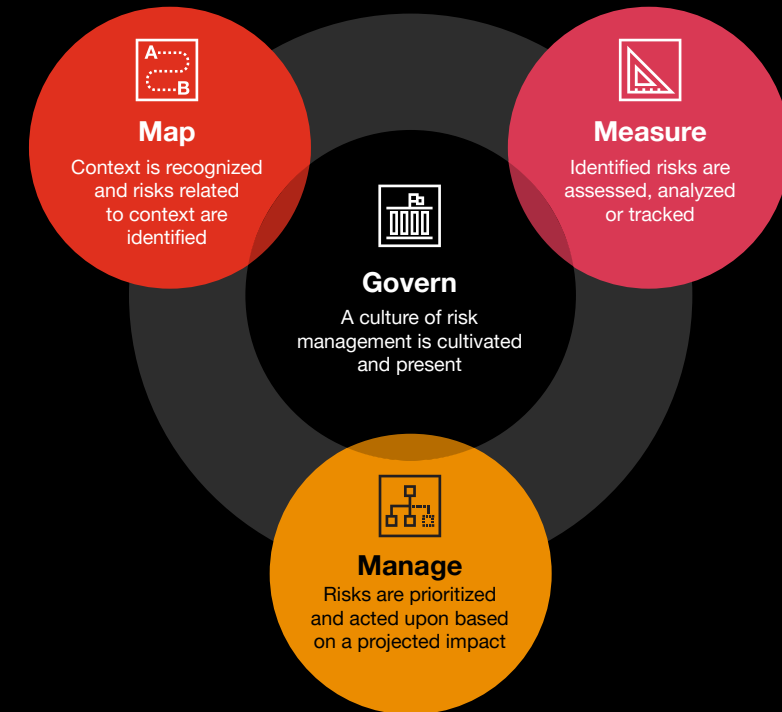 A
B
Map
Context is recognized
and risks related
to context are
identified
Measure
Identified risks are
assessed, analyzed
or tracked
Govern
A culture of risk
management is cultivated
and present
Manage
Risks are prioritized
and acted upon based
on a projected impact